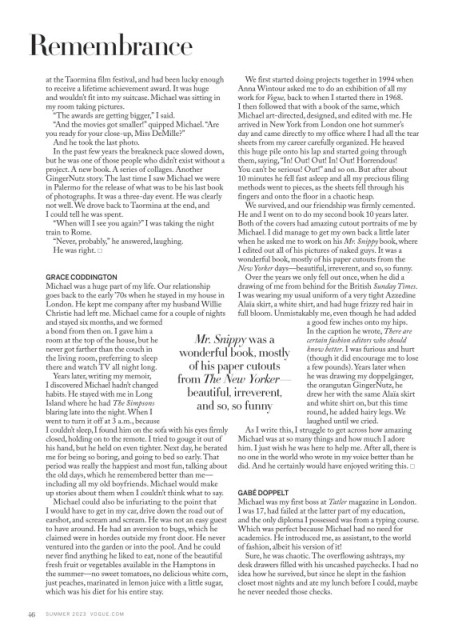 Remembrance
at the Taormina film festival, and had been lucky enough
to receive a lifetime achievement award. It was huge
and wouldn't fit into my suitcase. Michael was sitting in
my room taking pictures.
"The awards are getting bigger," I said.
"And the movies got smaller!" quipped Michael. "Are
you ready for your close-up, Miss DeMille?"
And he took the last photo.
In the past few years the breakneck pace slowed down,
but he was one of those people who didn't exist without a
project. A new book. A series of collages. Another
GingerNutz story. The last time I saw Michael we were
in Palermo for the release of what was to be his last book
of photographs. It was a three-day event. He was clearly
not well. We drove back to Taormina at the end, and
I could tell he was spent.
"When will I see you again?" I was taking the night
train to Rome.
"Never, probably," he answered, laughing.
He was right. □
GRACE CODDINGTON
Michael was a huge part of my life. Our relationship
goes back to the early '70s when he stayed in my house in
London. He kept me company after my husband Willie
Christie had left me. Michael came for a couple of nights
and stayed six months, and we formed
a bond from then on. I gave him a
room at the top of the house, but he
never got farther than the couch in
the living room, preferring to sleep
there and watch TV all night long.
Years later, writing my memoir,
I discovered Michael hadn't changed
habits. He stayed with me in Long
Island where he had The Simpsons
blaring late into the night. When I
went to turn it off at 3 a.m., because
I couldn't sleep, I found him on the sofa with his eyes firmly
closed, holding on to the remote. I tried to gouge it out of
his hand, but he held on even tighter. Next day, he berated
me for being so boring, and going to bed so early. That
period was really the happiest and most fun, talking about
the old days, which he remembered better than me—
including all my old boyfriends. Michael would make
up stories about them when I couldn't think what to say.
Michael could also be infuriating to the point that
I would have to get in my car, drive down the road out of
earshot, and scream and scream. He was not an easy guest
to have around. He had an aversion to bugs, which he
claimed were in hordes outside my front door. He never
ventured into the garden or into the pool. And he could
never find anything he liked to eat, none of the beautiful
fresh fruit or vegetables available in the Hamptons in
the summer—no sweet tomatoes, no delicious white corn,
just peaches, marinated in lemon juice with a little sugar,
which was his diet for his entire stay.
Mr. Snippy was a
wonderful book, mostly
of his paper cutouts
from The New Yorker—
beautiful, irreverent,
and so, so funny
We first started doing projects together in 1994 when
Anna Wintour asked me to do an exhibition of all my
work for Vogue, back to when I started there in 1968.
I then followed that with a book of the same, which
Michael art-directed, designed, and edited with me. He
arrived in New York from London one hot summer's
day and came directly to my office where I had all the tear
sheets from my career carefully organized. He heaved
this huge pile onto his lap and started going through
them, saying, "In! Out! Out! In! Out! Horrendous!
You can't be serious! Out!" and so on. But after about
10 minutes he fell fast asleep and all my precious filing
methods went to pieces, as the sheets fell through his
fingers and onto the floor in a chaotic heap.
We survived, and our friendship was firmly cemented.
He and I went on to do my second book 10 years later.
Both of the covers had amazing cutout portraits of me by
Michael. I did manage to get my own back a little later
when he asked me to work on his Mr. Snippy book, where
I edited out all of his pictures of naked guys. It was a
wonderful book, mostly of his paper cutouts from the
New Yorker days—beautiful, irreverent, and so, so funny.
Over the years we only fell out once, when he did a
drawing of me from behind for the British Sunday Times.
I was wearing my usual uniform of a very tight Azzedine
Alaïa skirt, a white shirt, and had huge frizzy red hair in
full bloom. Unmistakably me, even though he had added
a good few inches onto my hips.
In the caption he wrote, There are
certain fashion editors who should
know better. I was furious and hurt
(though it did encourage me to lose
a few pounds). Years later when
he was drawing my doppelgänger,
the orangutan GingerNutz, he
drew her with the same Alaïa skirt
and white shirt on, but this time
round, he added hairy legs. We
laughed until we cried.
As I write this, I struggle to get across how amazing
Michael was at so many things and how much I adore
him. I just wish he was here to help me. After all, there is
no one in the world who wrote in my voice better than he
did. And he certainly would have enjoyed writing this. □
GABÉ DOPPELT
Michael was my first boss at Tatler magazine in London.
I was 17, had failed at the latter part of my education,
and the only diploma I possessed was from a typing course.
Which was perfect because Michael had no need for
academics. He introduced me, as assistant, to the world
of fashion, albeit his version of it!
Sure, he was chaotic. The overflowing ashtrays, my
desk drawers filled with his uncashed paychecks. I had no
idea how he survived, but since he slept in the fashion
closet most nights and ate my lunch before I could, maybe
he never needed those checks.
46 SUMMER 2025 VOGUE.COM